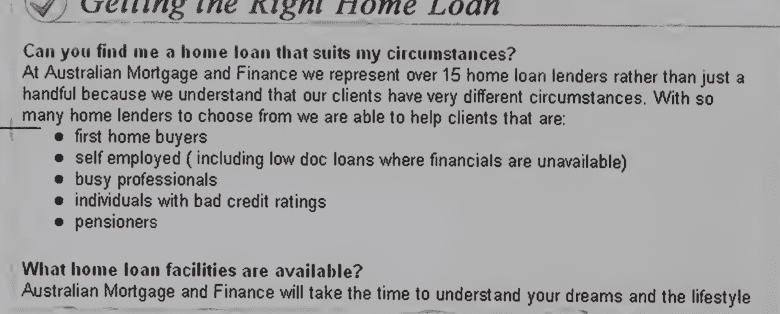 Getting the Right Home Loan
Can you find me a home loan that suits my circumstances?
At Australian Mortgage and Finance we represent over 15 home loan lenders rather than just a
handful because we understand that our clients have very different circumstances. With so
many home lenders to choose from we are able to help clients that are:
● first home buyers
● self employed ( including low doc loans where financials are unavailable)
● busy professionals
● individuals with bad credit ratings
● pensioners
What home loan facilities are available?
Australian Mortgage and Finance will take the time to understand your dreams and the lifestyle